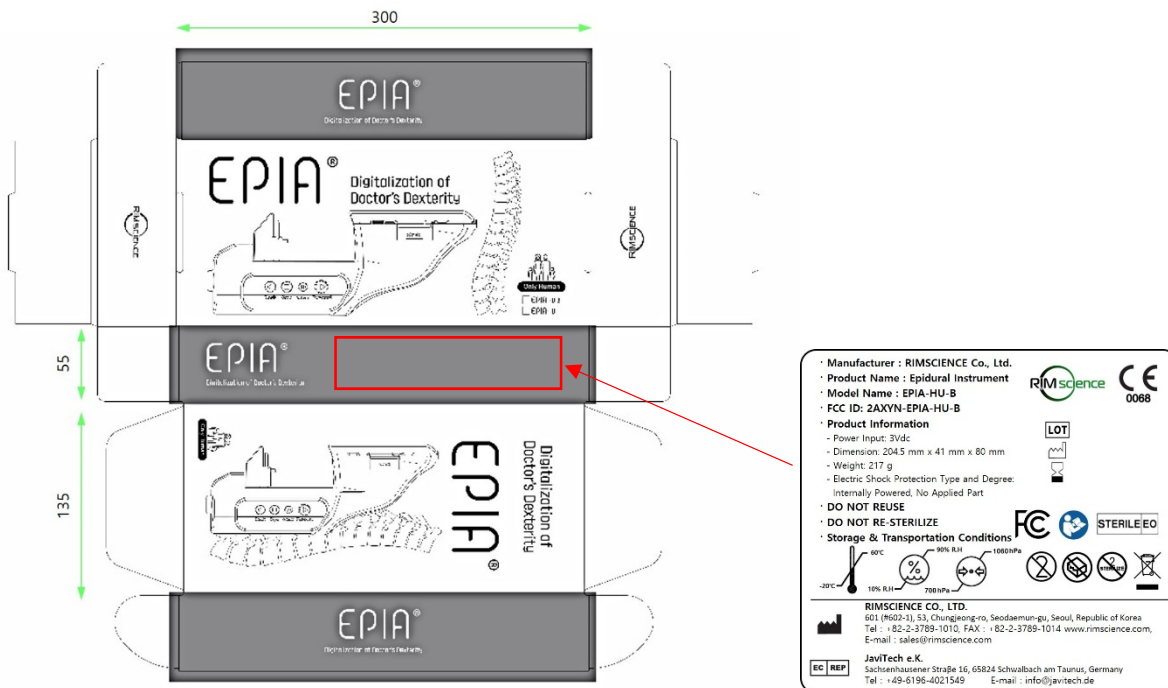 300
EPIA®
Digitalization of Doctor's Dexterity
EPIA®
Digitalization of
Doctor's Dexterity
RIMSCIENCE
RIMSCIENCE
Only Human
EPIA-U
55
EPIA®
Digitalization of Doctor's Dexterity
135
Only Human
EPIA®
Digitalization of
Doctor's Dexterity
EPIA®
Digitalization of Doctor's Dexterity
· Manufacturer : RIMSCIENCE Co., Ltd.
· Product Name : Epidural Instrument
· Model Name : EPIA-HU-B
· FCC ID: 2AXYN-EPIA-HU-B
· Product Information
- Power Input: 3Vdc
- Dimension: 204.5 mm x 41 mm x 80 mm
- Weight: 217 g
- Electric Shock Protection Type and Degree:
Internally Powered, No Applied Part
· DO NOT REUSE
· DO NOT RE-STERILIZE
· Storage & Transportation Conditions
RIMscience
CE
0068
LOT
FC
STERILE EO
60℃
-20℃
90% R.H
%
10% R.H
1060hPa
700hPa
2
2
STERILIZE
RIMSCIENCE CO., LTD.
601 (#602-1), 53, Chungjeong-ro, Seodaemun-gu, Seoul, Republic of Korea
Tel : +82-2-3789-1010, FAX : +82-2-3789-1014 www.rimscience.com,
E-mail : sales@rimscience.com
EC REP
JaviTech e.K.
Sachsenhausener Straße 16, 65824 Schwalbach am Taunus, Germany
Tel : +49-6196-4021549 E-mail : info@javitech.de